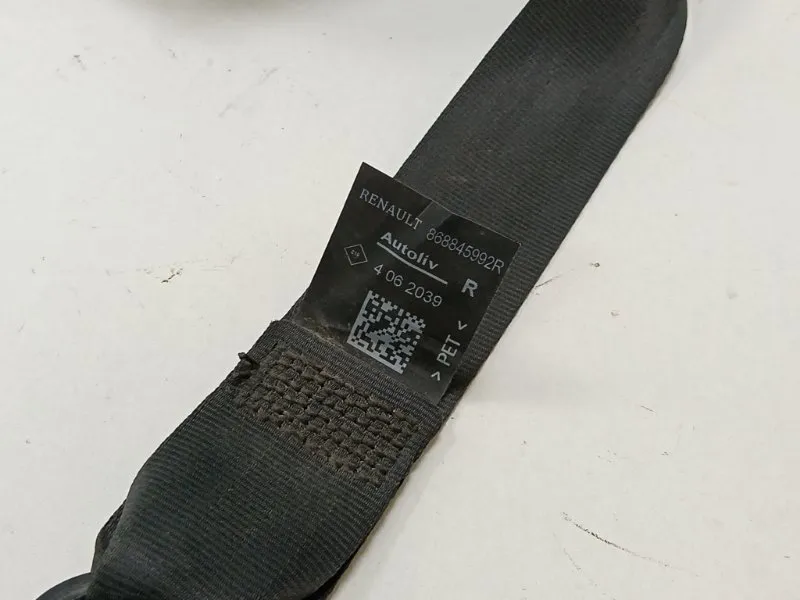 RENAULT 868845992R
Autoliv R
4 06 2039
> PET <